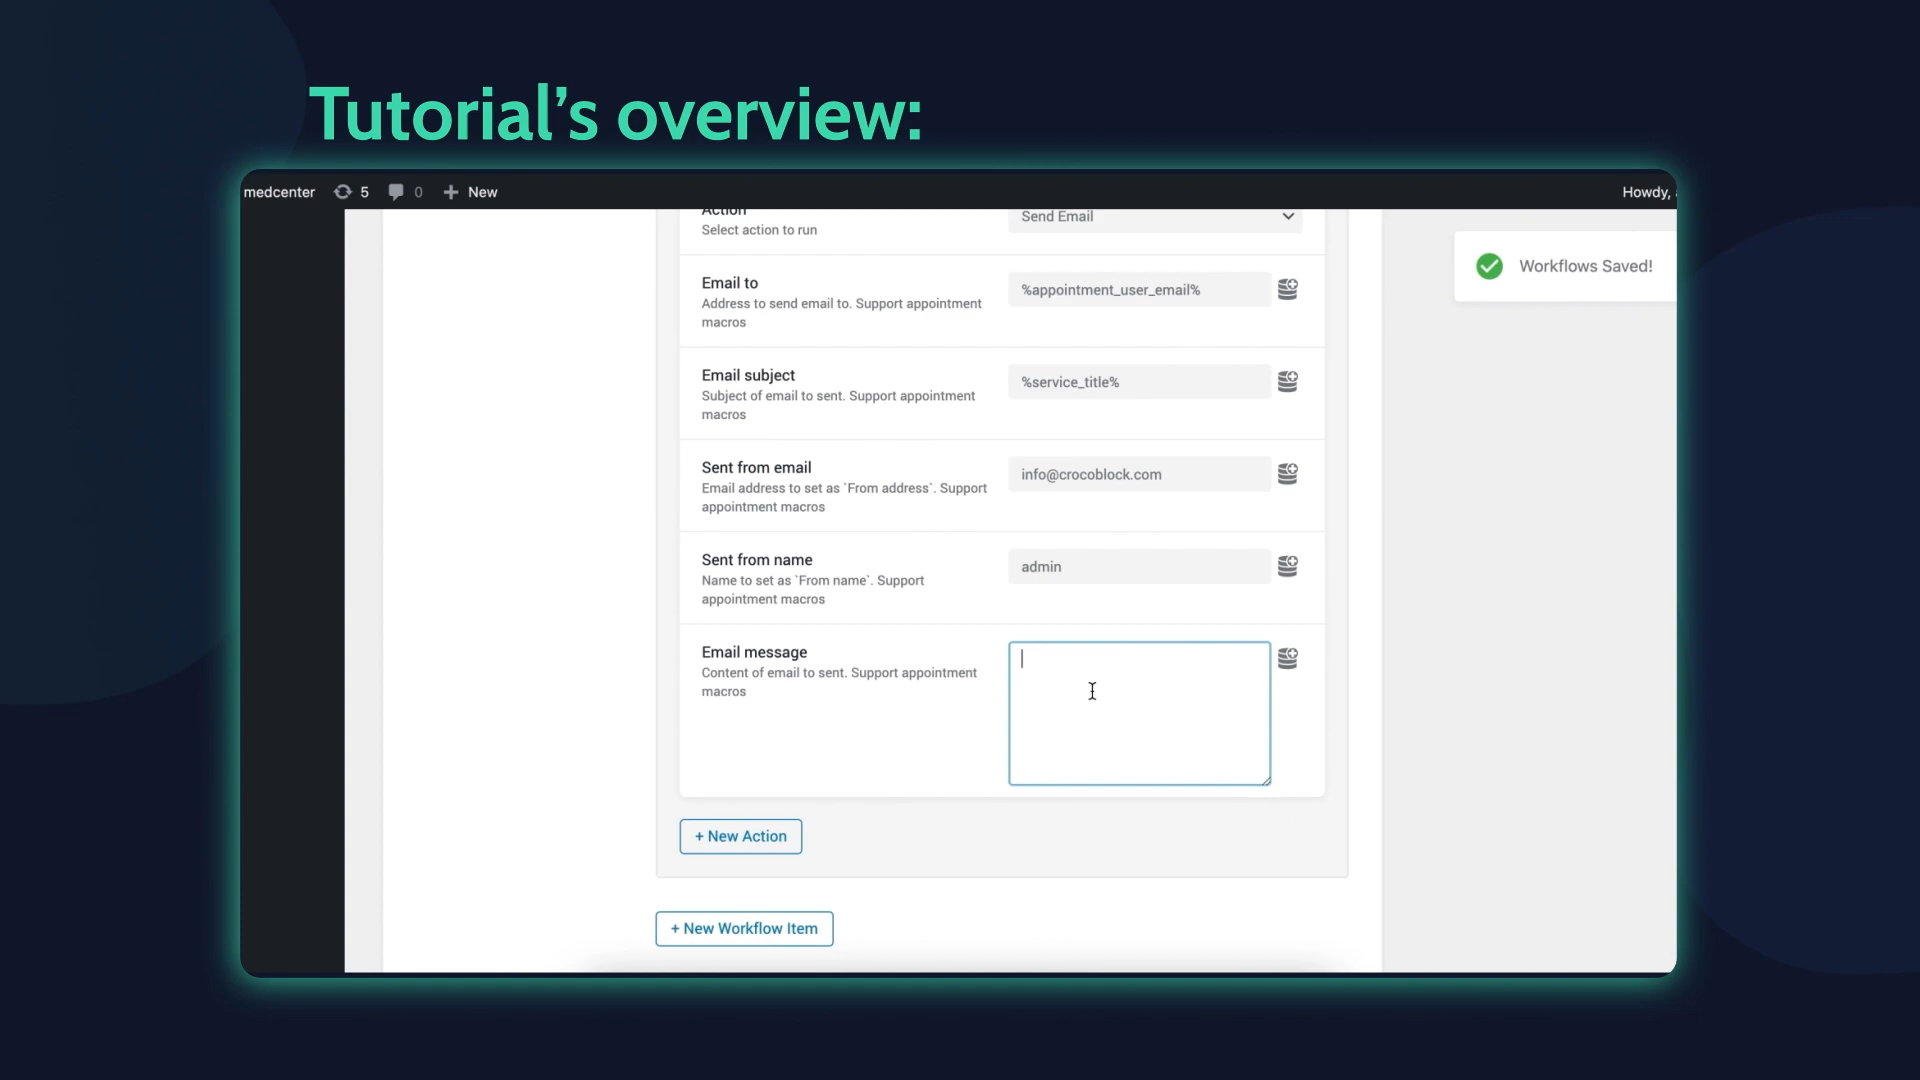 Tutorial’s overview:
medcenter 5 0 New Howdy,
Action
Select action to run
Send Email
Email to
Address to send email to. Support appointment
macros
%appointment_user_email%
Workflows Saved!
Email subject
Subject of email to sent. Support appointment
macros
%service_title%
Sent from email
Email address to set as `From address`. Support
appointment macros
info@crocoblock.com
Sent from name
Name to set as `From name`. Support
appointment macros
admin
Email message
Content of email to sent. Support appointment
macros
+ New Action
+ New Workflow Item